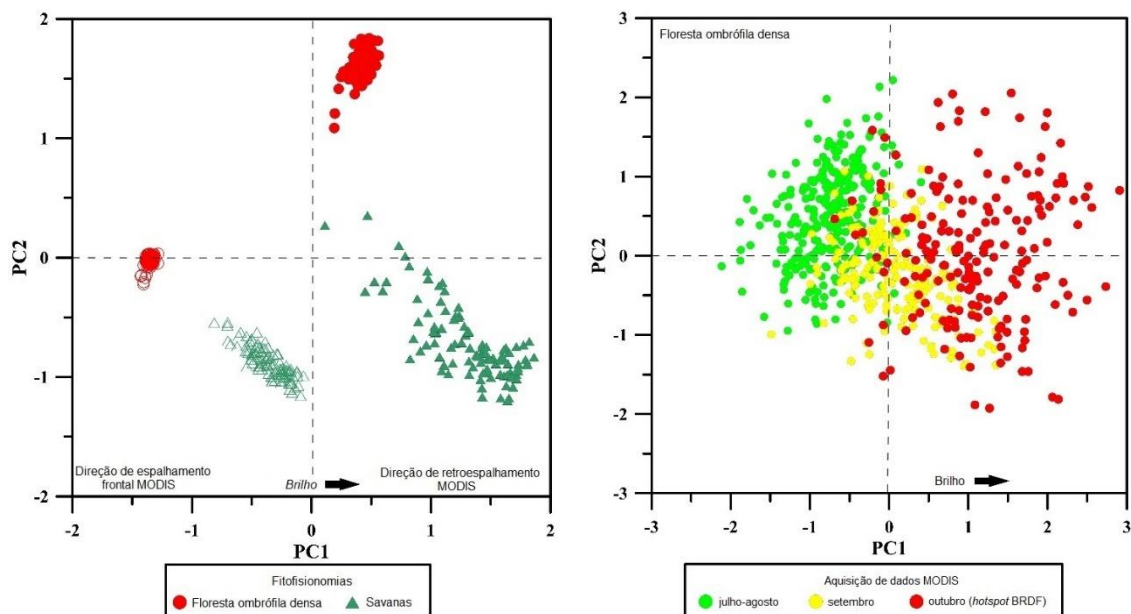 2
1
0
-1
-2
PC2
Direção de espalhamento
frontal MODIS
Brilho
Direção de retroespalhamento
MODIS
-2
-1
0
1
2
PC1
Fitofisionomias
Floresta ombrófila densa
Savanas
Floresta ombrófila densa
3
2
1
0
-1
-2
-3
PC2
Brilho
-3
-2
-1
0
1
2
3
PC1
Aquisição de dados MODIS
julho-agosto
setembro
outubro (hotspot BRDF)